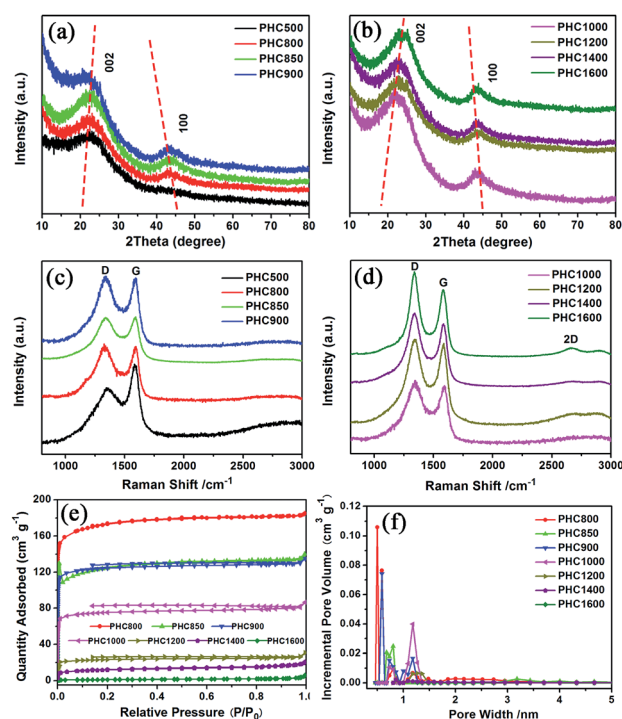 (a)
002
100
PHC500
PHC800
PHC850
PHC900
Intensity (a.u.)
10 20 30 40 50 60 70 80
2Theta (degree)
(b)
002
100
PHC1000
PHC1200
PHC1400
PHC1600
Intensity (a.u.)
10 20 30 40 50 60 70 80
2Theta (degree)
(c)
D
G
PHC500
PHC800
PHC850
PHC900
Intensity (a.u.)
1000 1500 2000 2500 3000
Raman Shift /cm-1
(d)
D
G
2D
PHC1000
PHC1200
PHC1400
PHC1600
Intensity (a.u.)
1000 1500 2000 2500 3000
Raman Shift /cm-1
(e)
Quantity Adsorbed (cm3 g-1)
200
160
120
80
40
0
PHC800 PHC850 PHC900
PHC1000 PHC1200 PHC1400 PHC1600
0.0 0.2 0.4 0.6 0.8 1.0
Relative Pressure (P/P0)
(f)
Incremental Pore Volume (cm3 g-1)
0.12
0.10
0.08
0.06
0.04
0.02
0.00
PHC800
PHC850
PHC900
PHC1000
PHC1200
PHC1400
PHC1600
0 1 2 3 4 5
Pore Width /nm